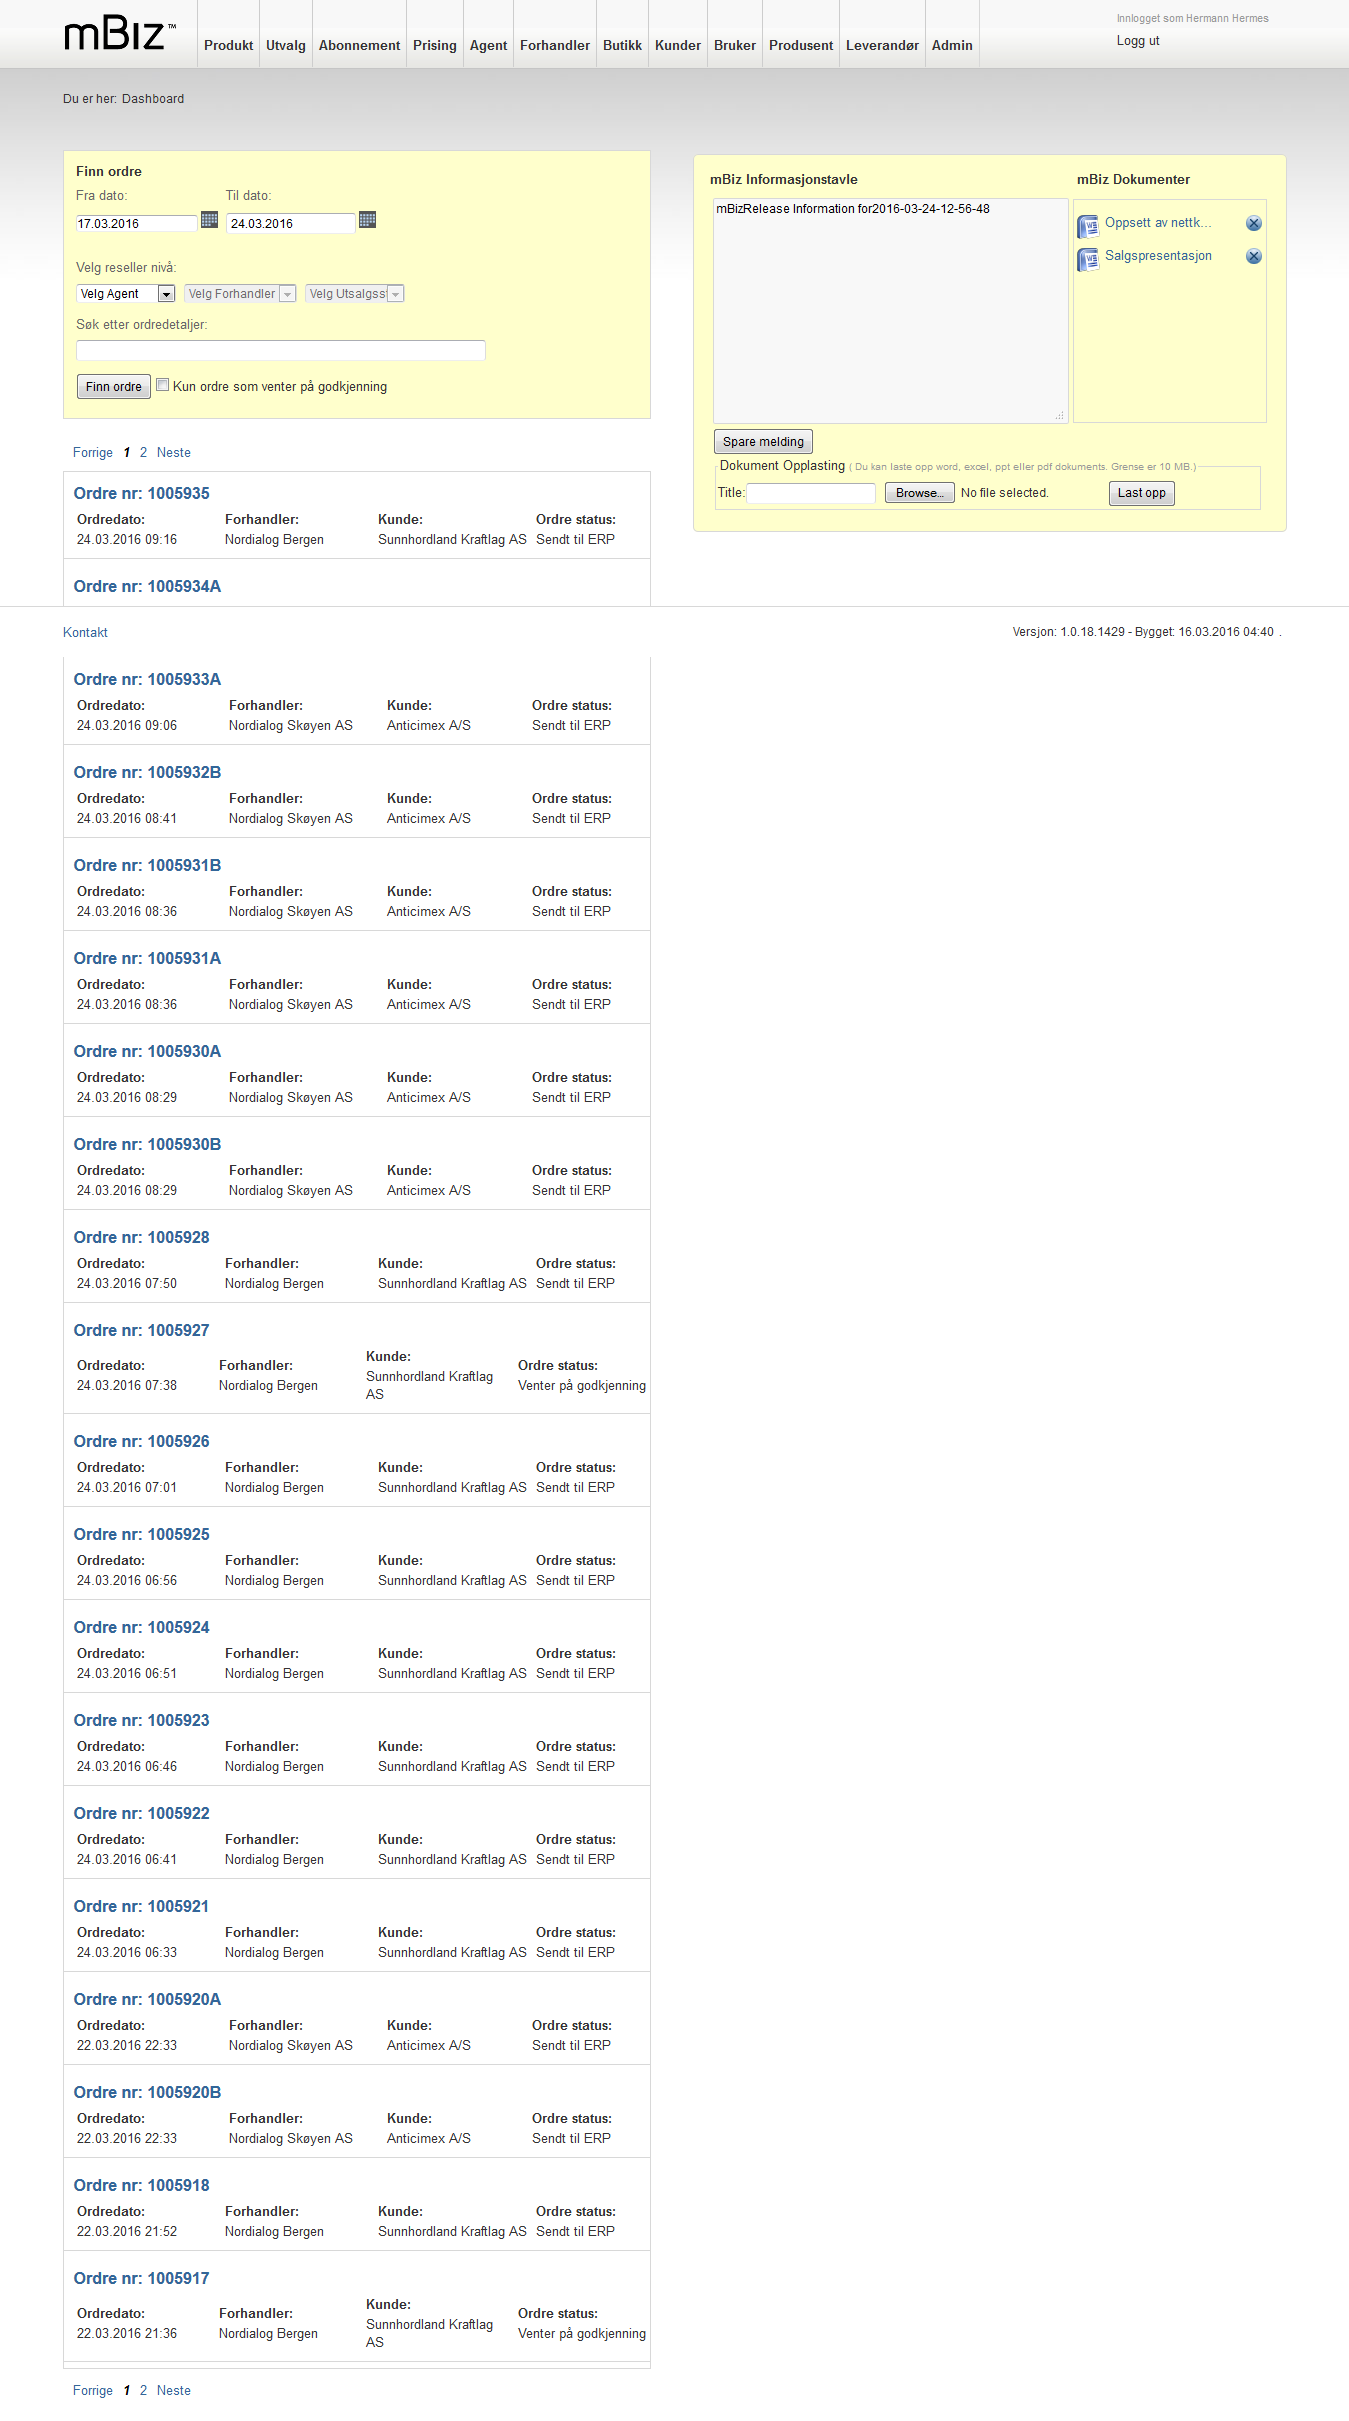 mBiz™
Produkt Utvalg Abonnement Prising Agent Forhandler Butikk Kunder Bruker Produsent Leverandør Admin
Innlogget som Hermann Hermes
Logg ut
Du er her: Dashboard
Finn ordre
Fra dato: Til dato:
17.03.2016 24.03.2016
Velg reseller nivå:
Velg Agent Velg Forhandler Velg Utsalgss
Søk etter ordredetaljer:
Finn ordre Kun ordre som venter på godkjenning
mBiz Informasjonstavle mBiz Dokumenter
mBizRelease Information for2016-03-24-12-56-48
Oppsett av nettk...
Salgspresentasjon
Spare melding
Dokument Opplasting ( Du kan laste opp word, excel, ppt eller pdf dokuments. Grense er 10 MB.)
Title: Browse... No file selected. Last opp
Forrige 1 2 Neste
Ordre nr: 1005935
Ordredato: Forhandler: Kunde: Ordre status:
24.03.2016 09:16 Nordialog Bergen Sunnhordland Kraftlag AS Sendt til ERP
Ordre nr: 1005934A
Kontakt Versjon: 1.0.18.1429 - Bygget: 16.03.2016 04:40 .
Ordre nr: 1005933A
Ordredato: Forhandler: Kunde: Ordre status:
24.03.2016 09:06 Nordialog Skøyen AS Anticimex A/S Sendt til ERP
Ordre nr: 1005932B
Ordredato: Forhandler: Kunde: Ordre status:
24.03.2016 08:41 Nordialog Skøyen AS Anticimex A/S Sendt til ERP
Ordre nr: 1005931B
Ordredato: Forhandler: Kunde: Ordre status:
24.03.2016 08:36 Nordialog Skøyen AS Anticimex A/S Sendt til ERP
Ordre nr: 1005931A
Ordredato: Forhandler: Kunde: Ordre status:
24.03.2016 08:36 Nordialog Skøyen AS Anticimex A/S Sendt til ERP
Ordre nr: 1005930A
Ordredato: Forhandler: Kunde: Ordre status:
24.03.2016 08:29 Nordialog Skøyen AS Anticimex A/S Sendt til ERP
Ordre nr: 1005930B
Ordredato: Forhandler: Kunde: Ordre status:
24.03.2016 08:29 Nordialog Skøyen AS Anticimex A/S Sendt til ERP
Ordre nr: 1005928
Ordredato: Forhandler: Kunde: Ordre status:
24.03.2016 07:50 Nordialog Bergen Sunnhordland Kraftlag AS Sendt til ERP
Ordre nr: 1005927
Ordredato: Forhandler: Kunde: Ordre status:
24.03.2016 07:38 Nordialog Bergen Sunnhordland Kraftlag AS Venter på godkjenning
Ordre nr: 1005926
Ordredato: Forhandler: Kunde: Ordre status:
24.03.2016 07:01 Nordialog Bergen Sunnhordland Kraftlag AS Sendt til ERP
Ordre nr: 1005925
Ordredato: Forhandler: Kunde: Ordre status:
24.03.2016 06:56 Nordialog Bergen Sunnhordland Kraftlag AS Sendt til ERP
Ordre nr: 1005924
Ordredato: Forhandler: Kunde: Ordre status:
24.03.2016 06:51 Nordialog Bergen Sunnhordland Kraftlag AS Sendt til ERP
Ordre nr: 1005923
Ordredato: Forhandler: Kunde: Ordre status:
24.03.2016 06:46 Nordialog Bergen Sunnhordland Kraftlag AS Sendt til ERP
Ordre nr: 1005922
Ordredato: Forhandler: Kunde: Ordre status:
24.03.2016 06:41 Nordialog Bergen Sunnhordland Kraftlag AS Sendt til ERP
Ordre nr: 1005921
Ordredato: Forhandler: Kunde: Ordre status:
24.03.2016 06:33 Nordialog Bergen Sunnhordland Kraftlag AS Sendt til ERP
Ordre nr: 1005920A
Ordredato: Forhandler: Kunde: Ordre status:
22.03.2016 22:33 Nordialog Skøyen AS Anticimex A/S Sendt til ERP
Ordre nr: 1005920B
Ordredato: Forhandler: Kunde: Ordre status:
22.03.2016 22:33 Nordialog Skøyen AS Anticimex A/S Sendt til ERP
Ordre nr: 1005918
Ordredato: Forhandler: Kunde: Ordre status:
22.03.2016 21:52 Nordialog Bergen Sunnhordland Kraftlag AS Sendt til ERP
Ordre nr: 1005917
Ordredato: Forhandler: Kunde: Ordre status:
22.03.2016 21:36 Nordialog Bergen Sunnhordland Kraftlag AS Venter på godkjenning
Forrige 1 2 Neste